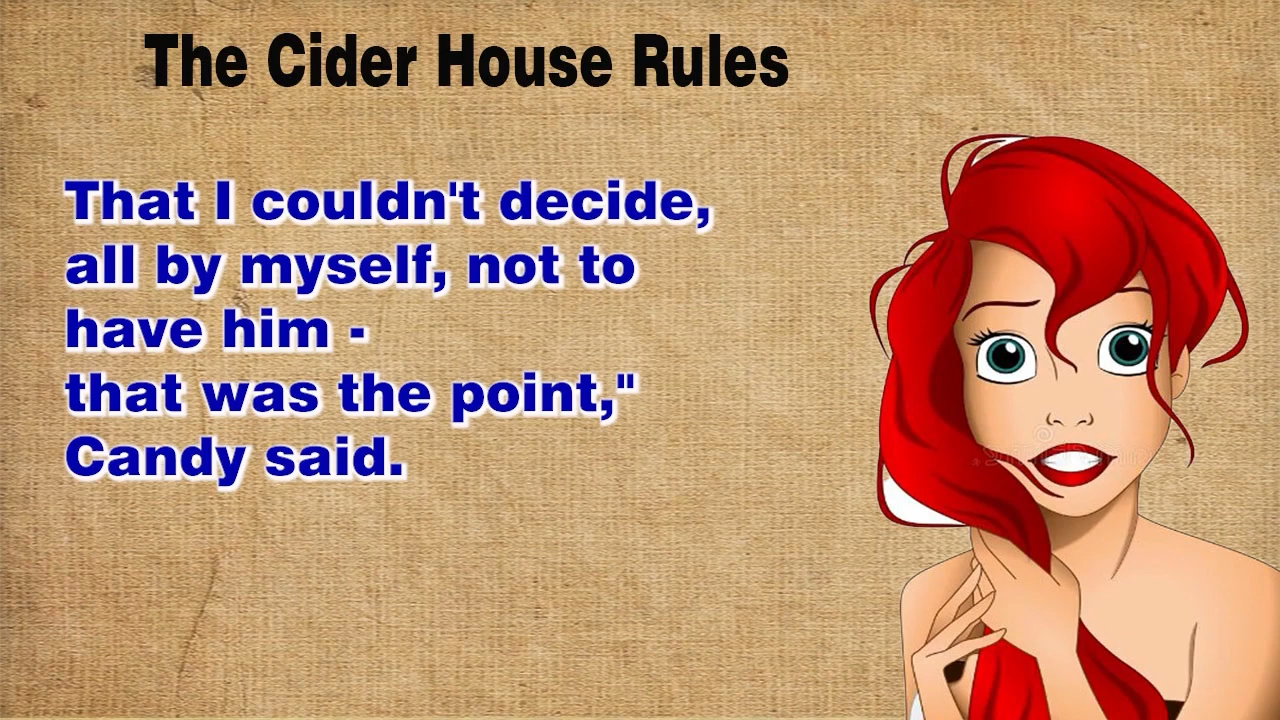 The Cider House Rules
That I couldn't decide,
all by myself, not to
have him -
that was the point,"
Candy said.